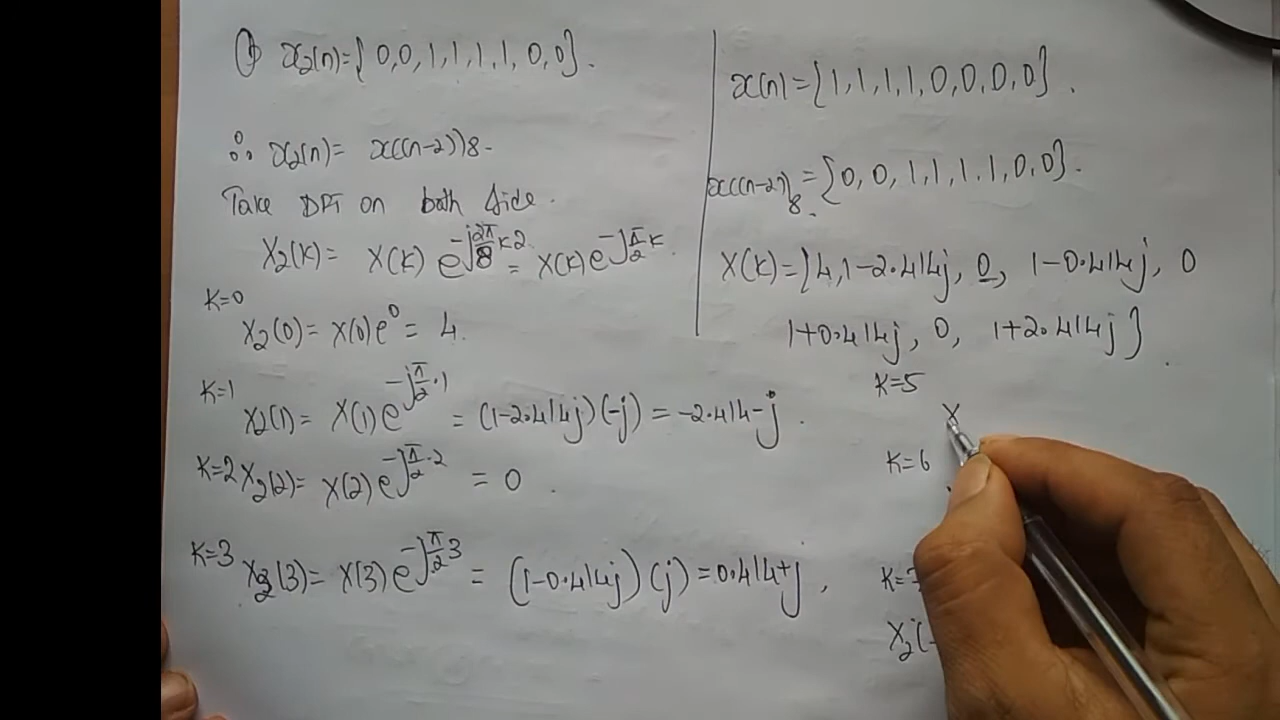 ① x₂(n)={0,0,1,1,1,1,0,0}.
∴ x₂(n)= x((n-2))8.
Take DFT on both side.
X₂(k)= X(k) e^-j2π/8 k2 = X(k) e^-jπ/2 k.
K=0
X₂(0)= X(0)e^0 = 4.
K=1
X₂(1)= X(1)e^-jπ/2·1 = (1-2.414j)(-j) = -2.414-j.
K=2 X₂(2)= X(2)e^-jπ/2·2 = 0.
K=3 X₂(3)= X(3)e^-jπ/2 3 = (1-0.414j)(j)=0.414+j,
x(n)={1,1,1,1,0,0,0,0}.
x((n-2))8={0,0,1,1,1,1,0,0}.
X(k)={4,1-2.414j, 0, 1-0.414j, 0
1+0.414j, 0, 1+2.414j}.
K=5
X
K=6
K=
X₂(